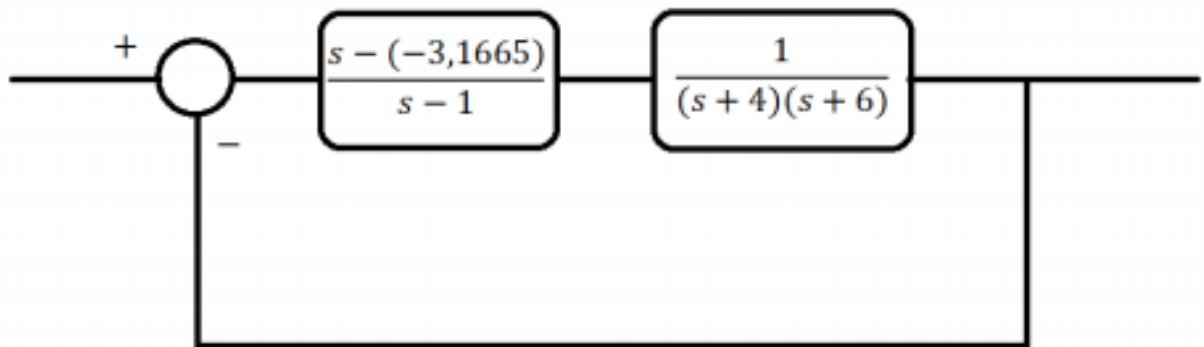 +
s − (−3,1665)
s − 1
1
(s + 4)(s + 6)
−